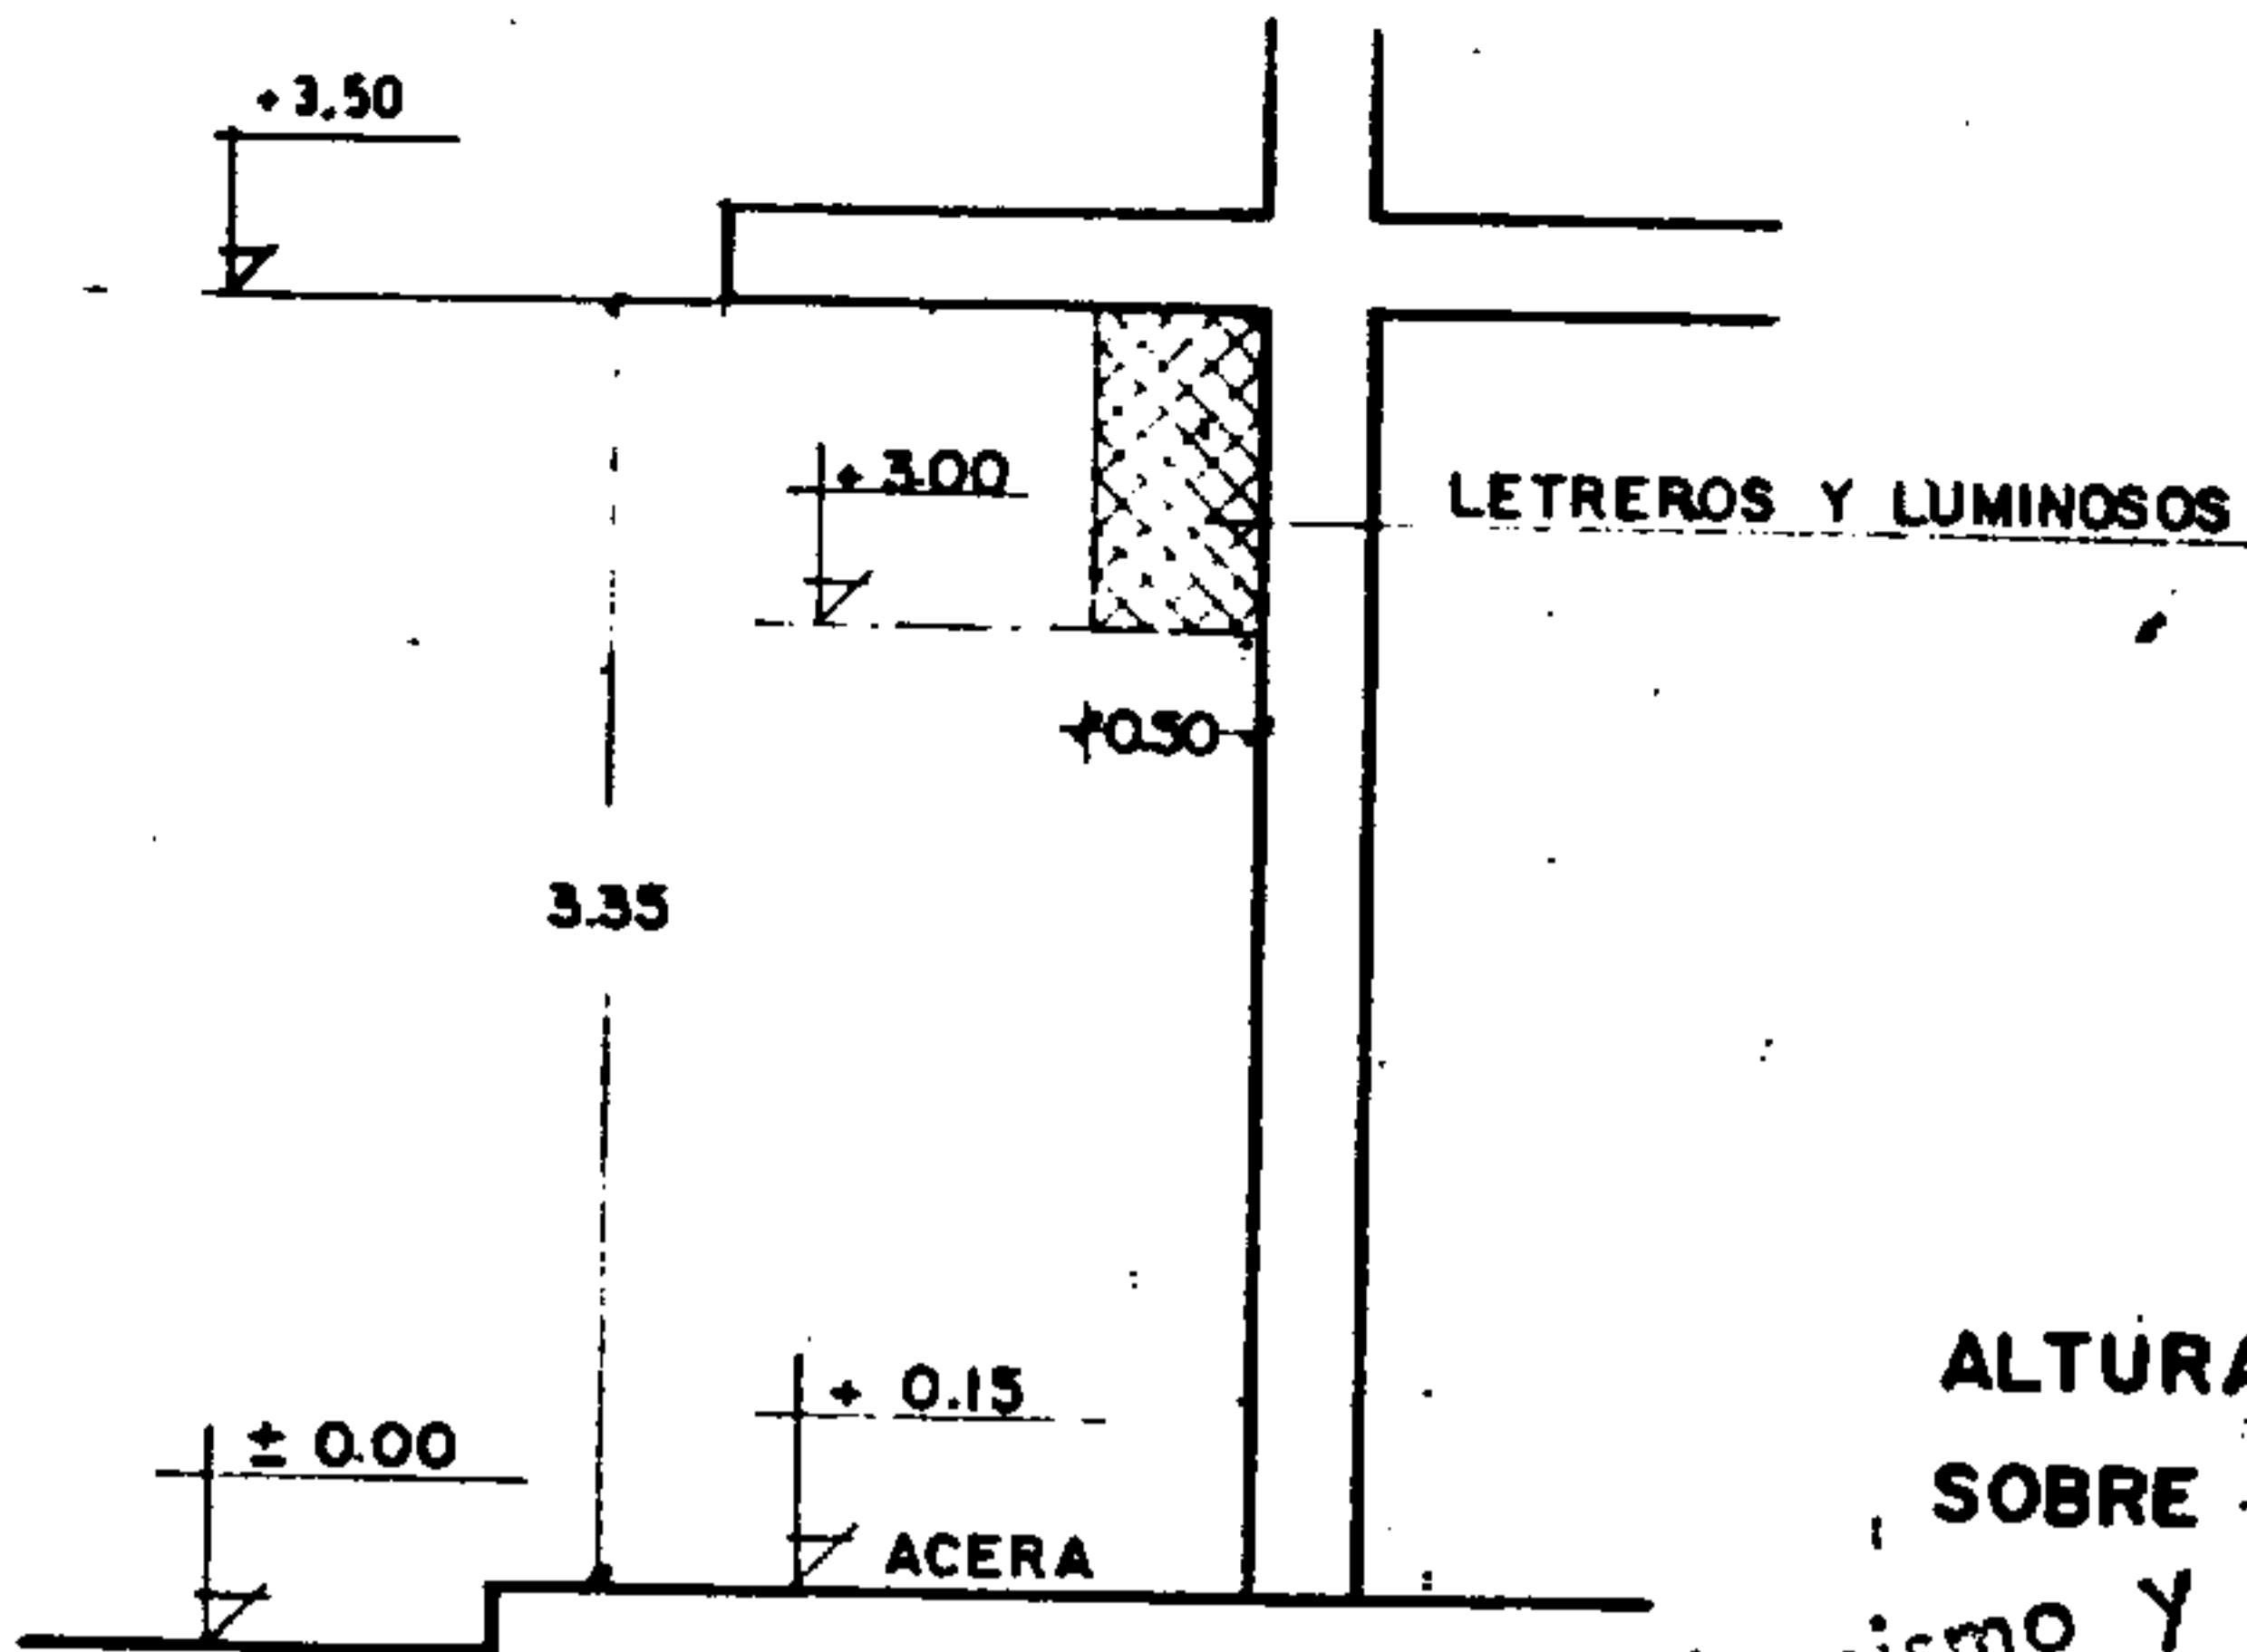 + 3,50
+ 3.00
LETREROS Y LUMINOSOS
0.50
3.35
+ 0.15
± 0.00
ACERA
ALTURA
SOBRE
Y